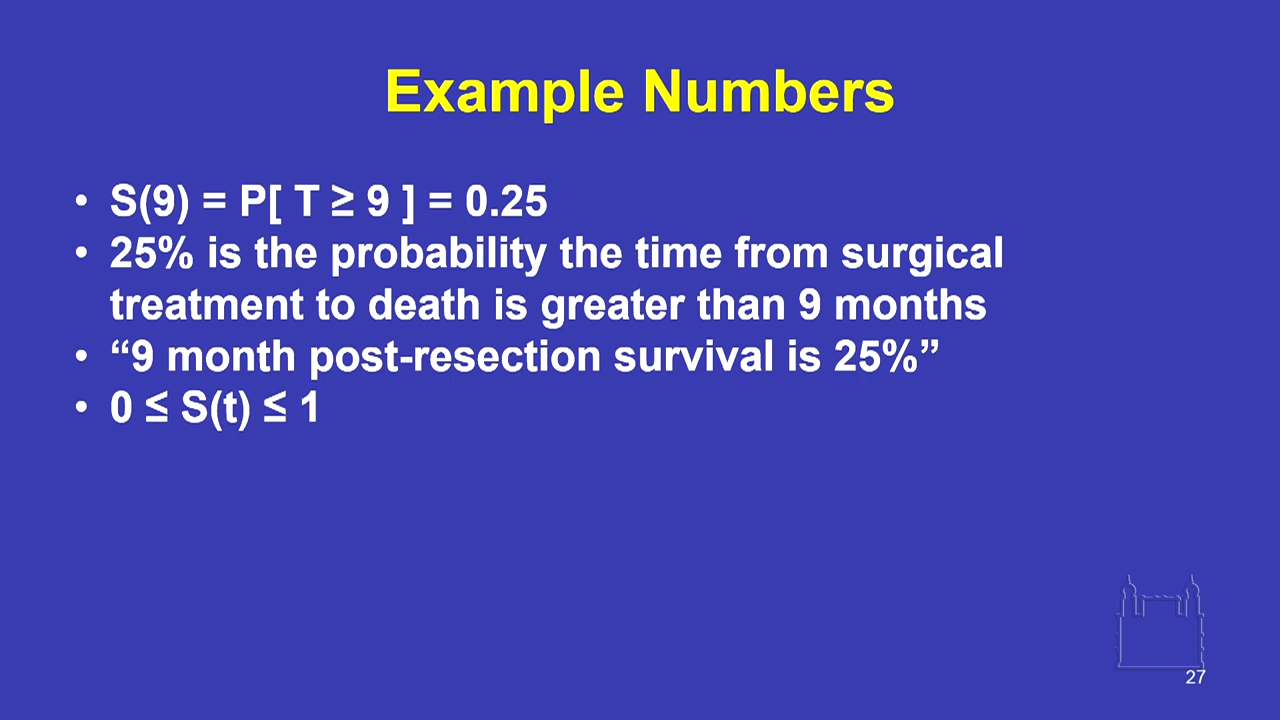 Example Numbers
• S(9) = P[ T ≥ 9 ] = 0.25
• 25% is the probability the time from surgical
treatment to death is greater than 9 months
• “9 month post-resection survival is 25%”
• 0 ≤ S(t) ≤ 1
27